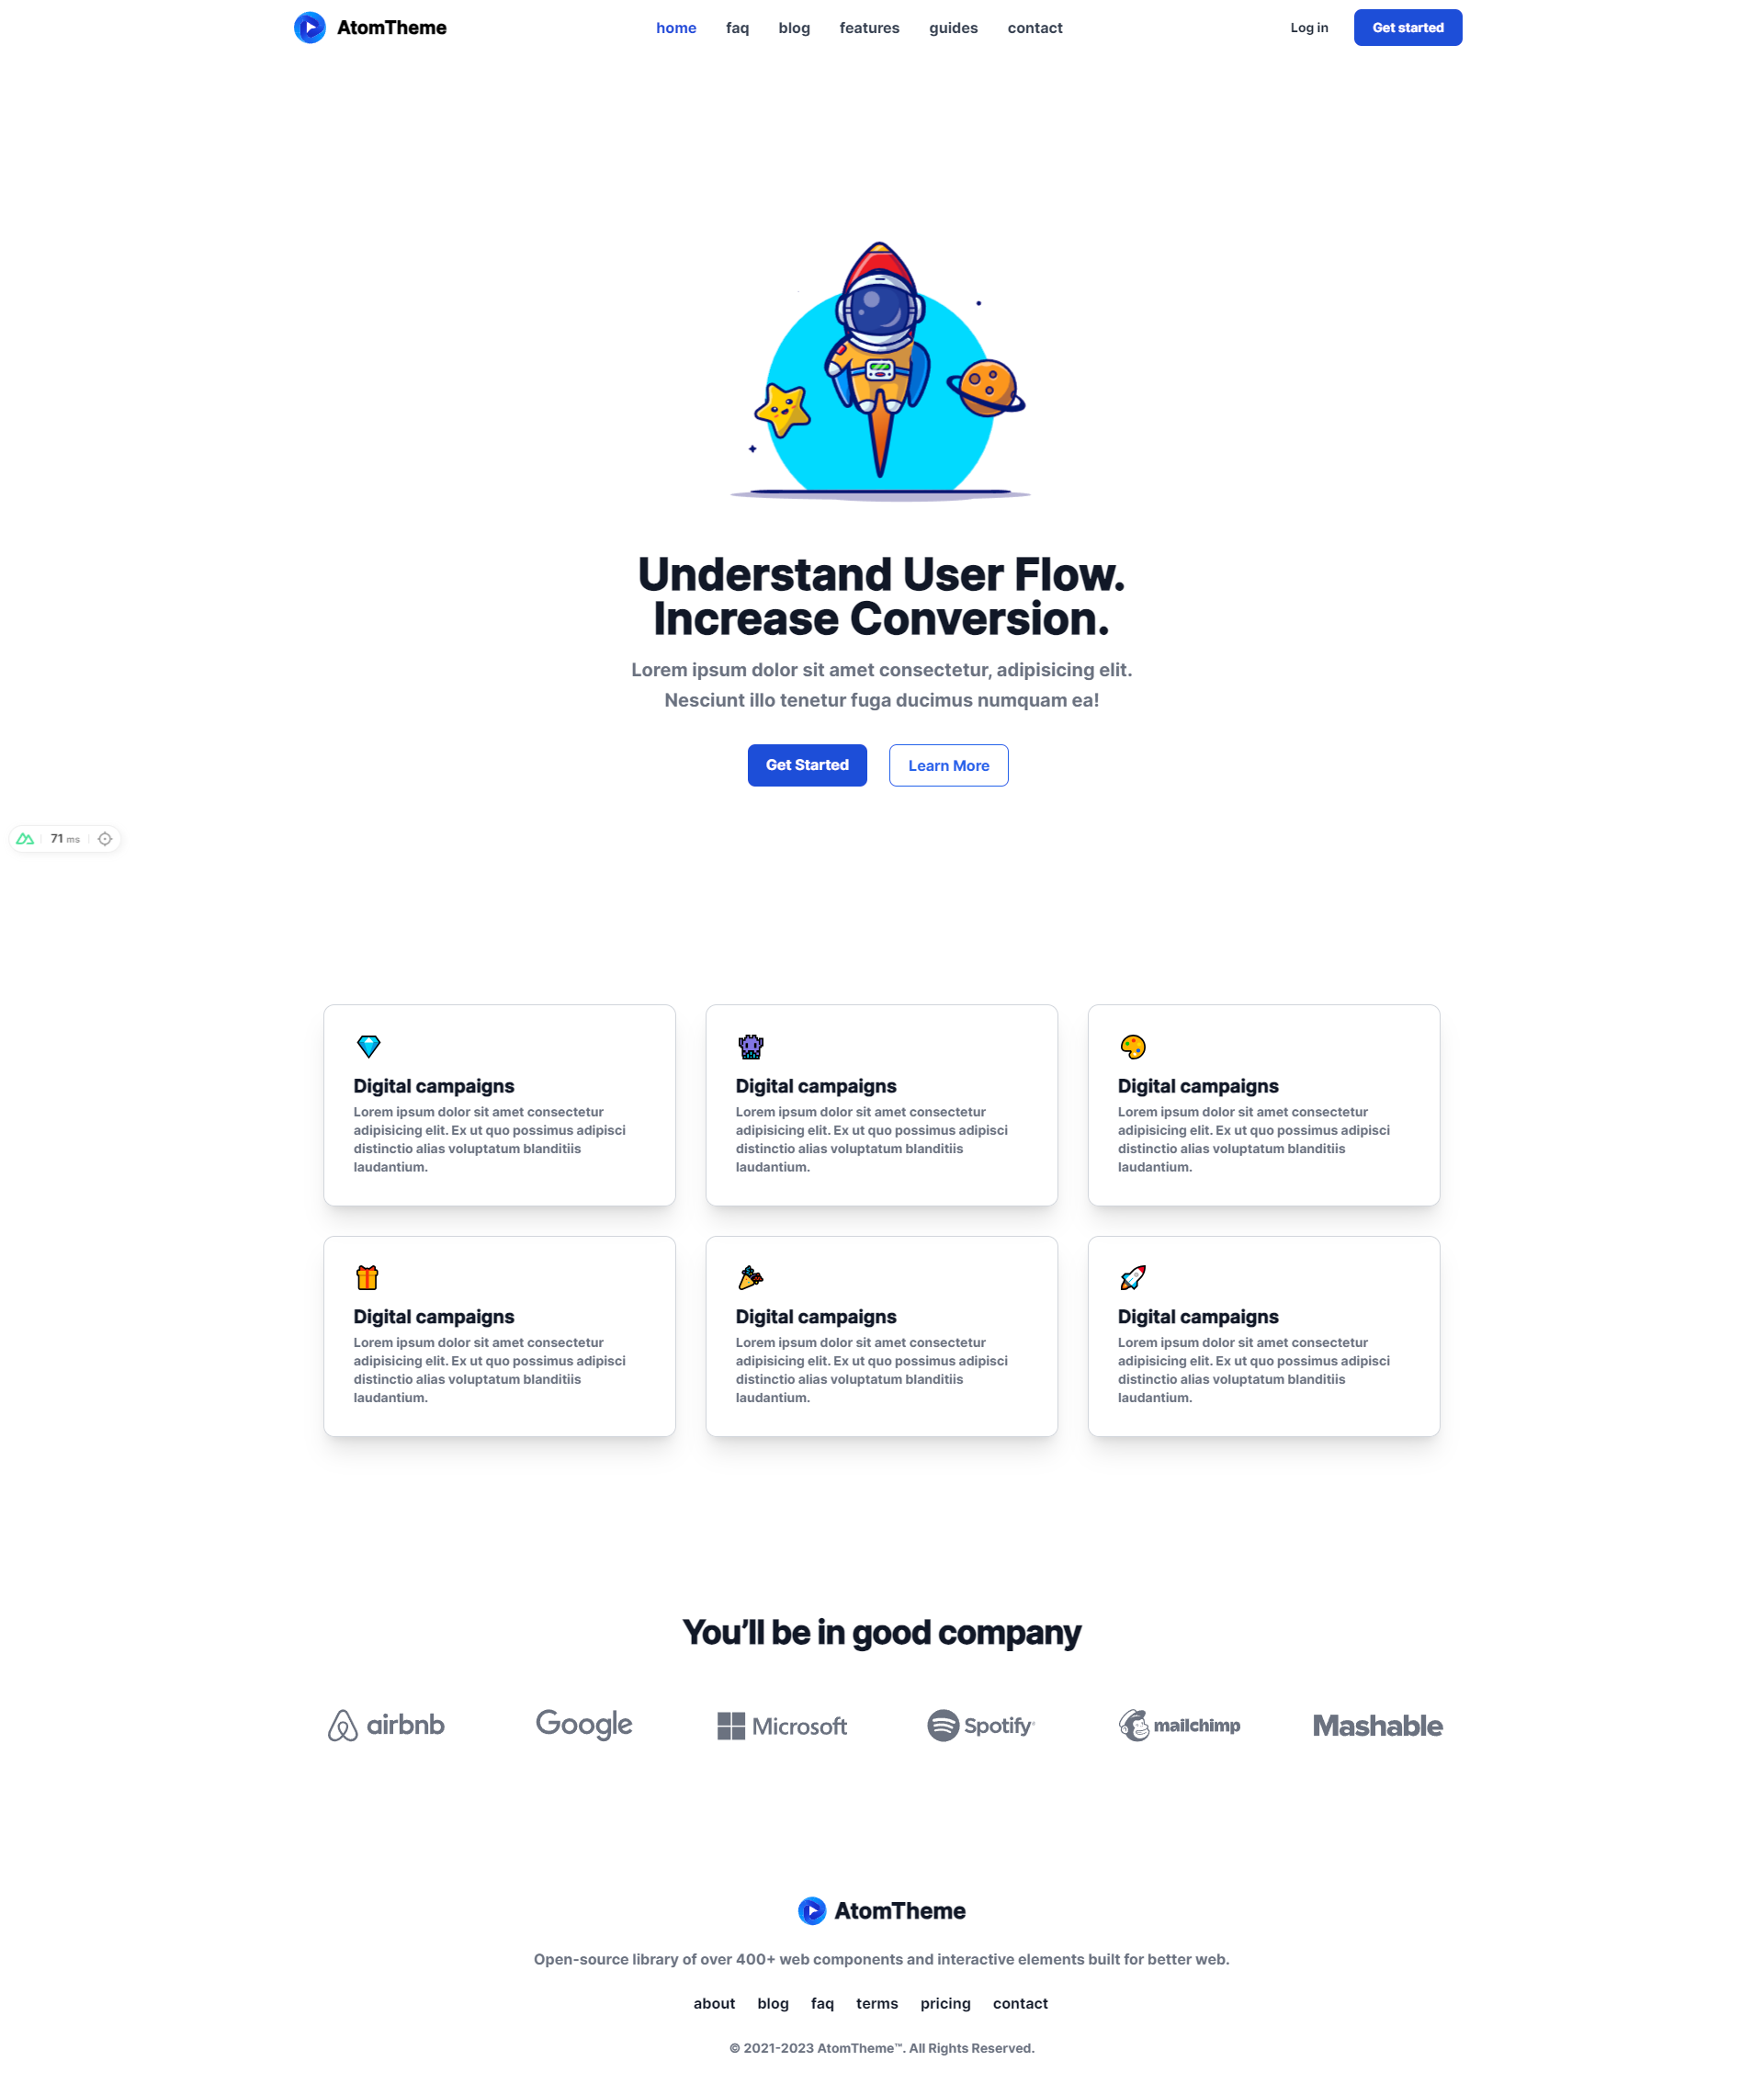 AtomTheme
home faq blog features guides contact
Log in
Get started
Understand User Flow.
Increase Conversion.
Lorem ipsum dolor sit amet consectetur, adipisicing elit.
Nesciunt illo tenetur fuga ducimus numquam ea!
Get Started
Learn More
71 ms
Digital campaigns
Lorem ipsum dolor sit amet consectetur
adipisicing elit. Ex ut quo possimus adipisci
distinctio alias voluptatum blanditiis
laudantium.
Digital campaigns
Lorem ipsum dolor sit amet consectetur
adipisicing elit. Ex ut quo possimus adipisci
distinctio alias voluptatum blanditiis
laudantium.
Digital campaigns
Lorem ipsum dolor sit amet consectetur
adipisicing elit. Ex ut quo possimus adipisci
distinctio alias voluptatum blanditiis
laudantium.
Digital campaigns
Lorem ipsum dolor sit amet consectetur
adipisicing elit. Ex ut quo possimus adipisci
distinctio alias voluptatum blanditiis
laudantium.
Digital campaigns
Lorem ipsum dolor sit amet consectetur
adipisicing elit. Ex ut quo possimus adipisci
distinctio alias voluptatum blanditiis
laudantium.
Digital campaigns
Lorem ipsum dolor sit amet consectetur
adipisicing elit. Ex ut quo possimus adipisci
distinctio alias voluptatum blanditiis
laudantium.
You’ll be in good company
airbnb
Google
Microsoft
Spotify®
mailchimp
Mashable
AtomTheme
Open-source library of over 400+ web components and interactive elements built for better web.
about blog faq terms pricing contact
© 2021-2023 AtomTheme™. All Rights Reserved.